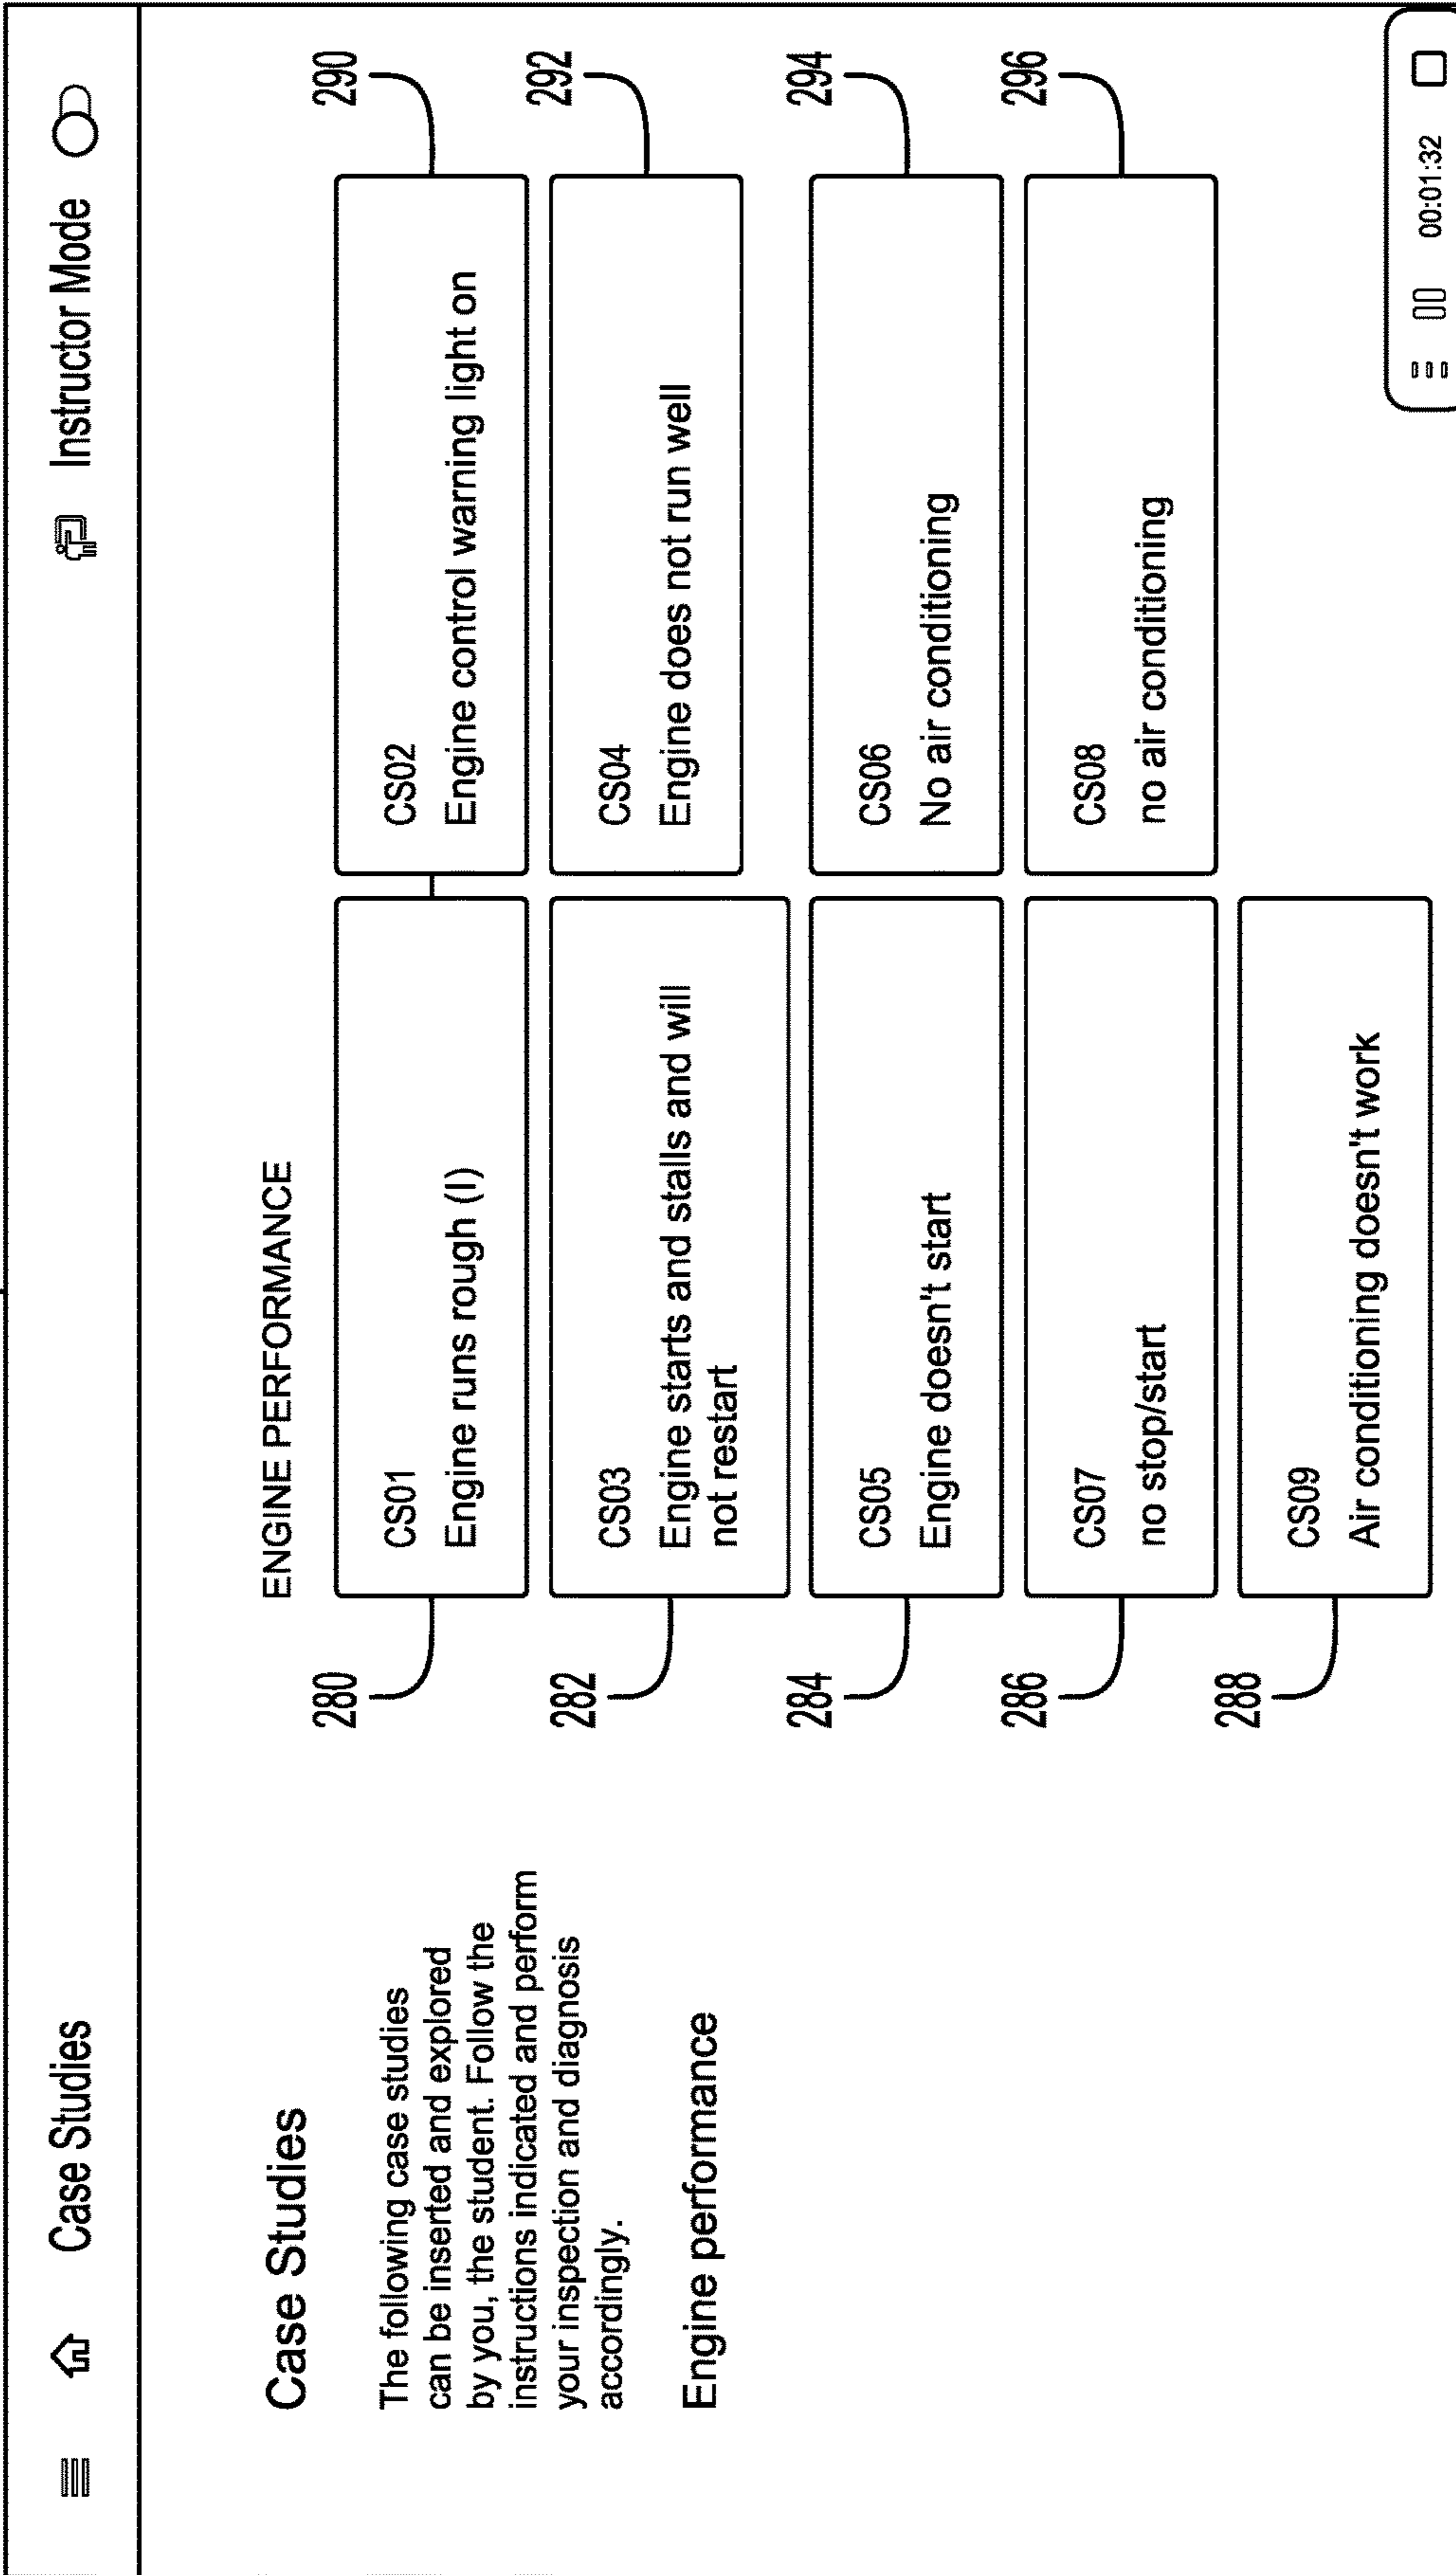 Case Studies
Instructor Mode
Case Studies
The following case studies
can be inserted and explored
by you, the student. Follow the
instructions indicated and perform
your inspection and diagnosis
accordingly.
Engine performance
ENGINE PERFORMANCE
280
CS01
Engine runs rough (I)
CS02
Engine control warning light on
290
282
CS03
Engine starts and stalls and will
not restart
CS04
Engine does not run well
292
284
CS05
Engine doesn't start
CS06
No air conditioning
294
286
CS07
no stop/start
CS08
no air conditioning
296
288
CS09
Air conditioning doesn't work
00:01:32